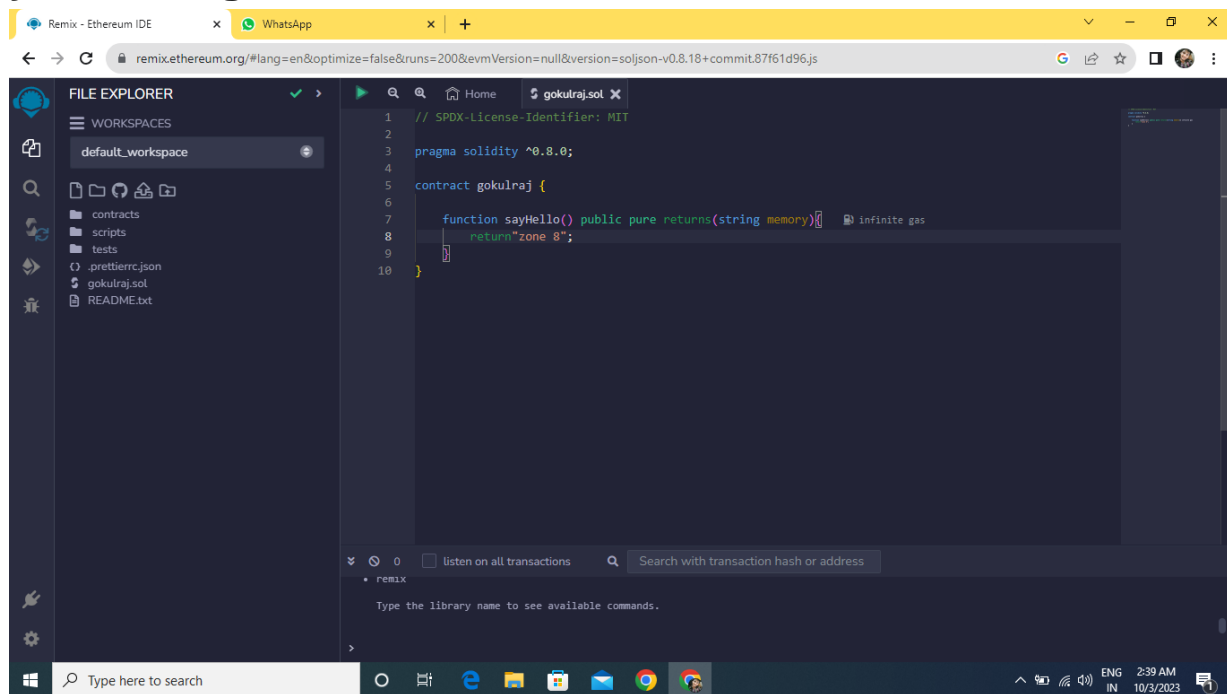 Remix - Ethereum IDE
WhatsApp
remix.ethereum.org/#lang=en&optimize=false&runs=200&evmVersion=null&version=soljson-v0.8.18+commit.87f61d96.js
FILE EXPLORER
WORKSPACES
default_workspace
contracts
scripts
tests
.prettierrc.json
gokulraj.sol
README.txt
Home
gokulraj.sol
1 // SPDX-License-Identifier: MIT
2
3 pragma solidity ^0.8.0;
4
5 contract gokulraj {
6
7 function sayHello() public pure returns(string memory){ infinite gas
8 return"zone 8";
9 }
10 }
0 listen on all transactions Search with transaction hash or address
remix
Type the library name to see available commands.
>
Type here to search
ENG 2:39 AM
IN 10/3/2023
1